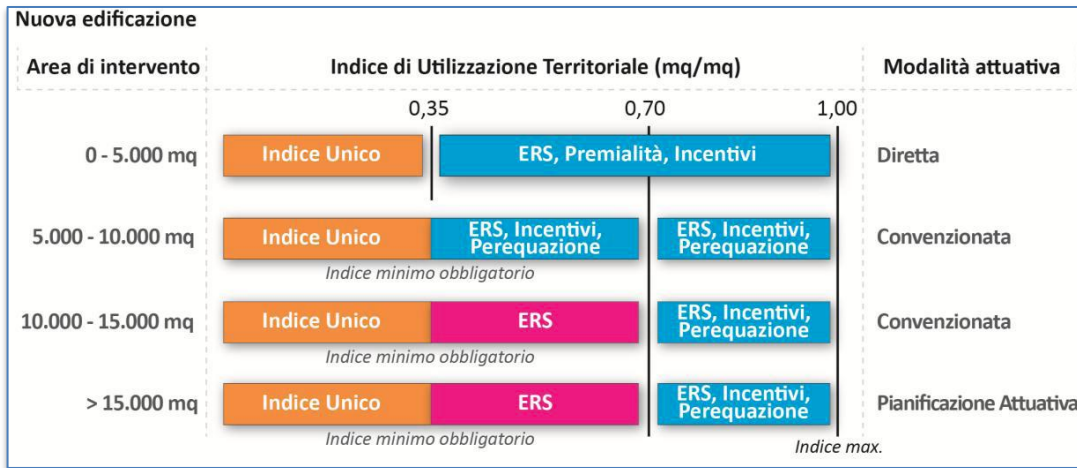 Nuova edificazione
Area di intervento
Indice di Utilizzazione Territoriale (mq/mq)
Modalità attuativa
0,35
0,70
1,00
0 - 5.000 mq
Indice Unico
ERS, Premialità, Incentivi
Diretta
5.000 - 10.000 mq
Indice Unico
ERS, Incentivi,
Perequazione
ERS, Incentivi,
Perequazione
Convenzionata
Indice minimo obbligatorio
10.000 - 15.000 mq
Indice Unico
ERS
ERS, Incentivi,
Perequazione
Convenzionata
Indice minimo obbligatorio
> 15.000 mq
Indice Unico
ERS
ERS, Incentivi,
Perequazione
Pianificazione Attuativa
Indice minimo obbligatorio
Indice max.